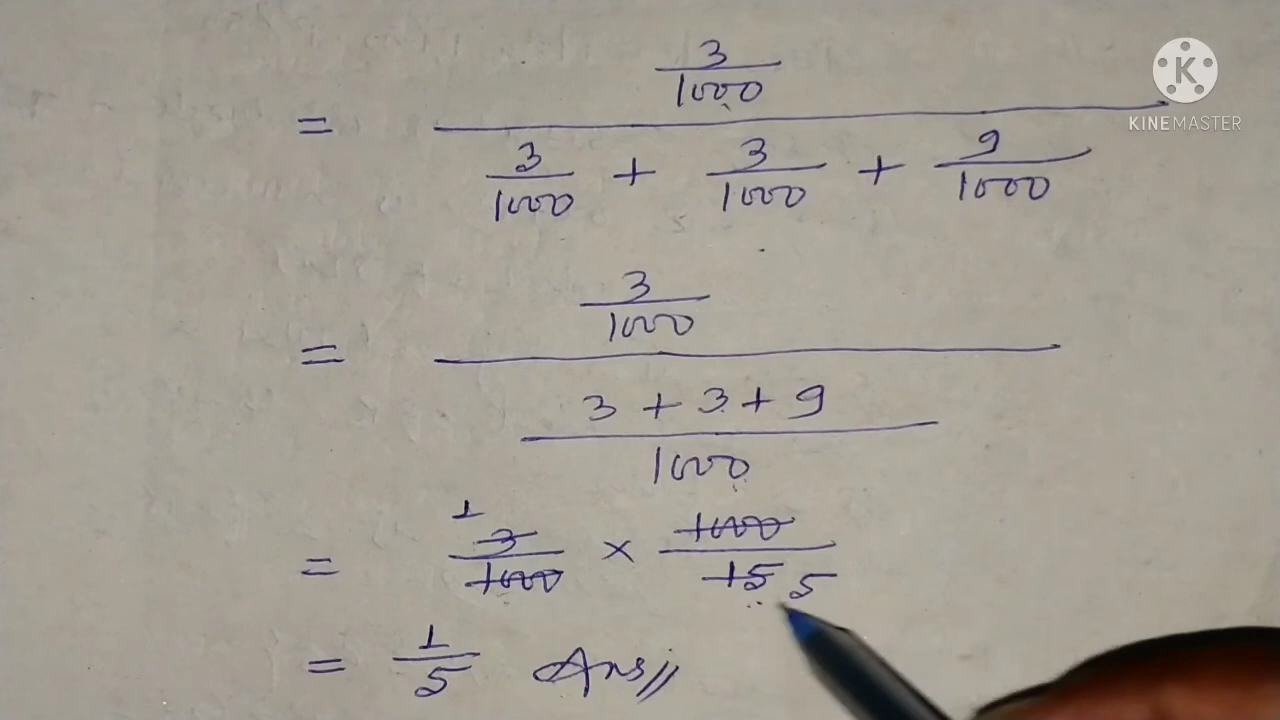 K
KINEMASTER
= 3/1000 / (3/1000 + 3/1000 + 9/1000)
= 3/1000 / ((3 + 3 + 9)/1000)
= 1 3/1000 × 1000/15 5
= 1/5 Ans//